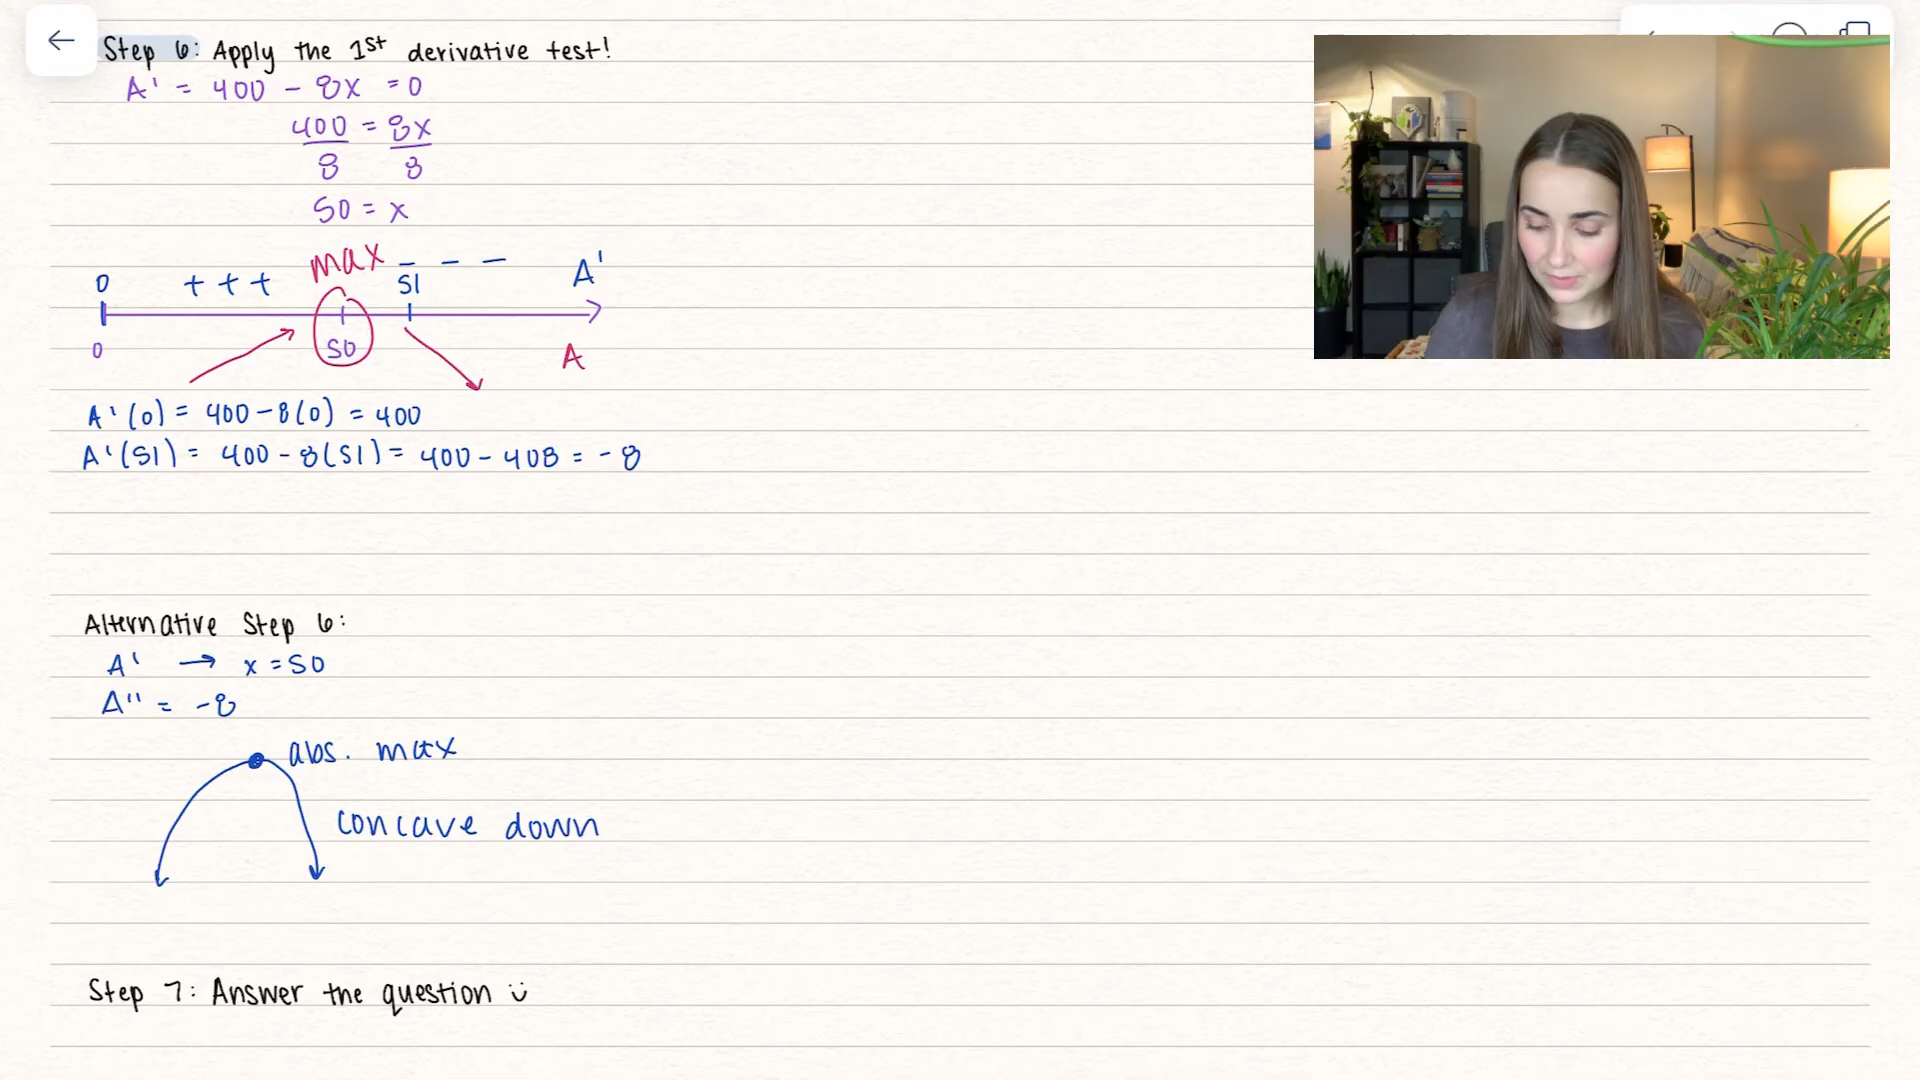 Step 6: Apply the 1st derivative test!
A' = 400 - 8x = 0
400 = 8x
8 8
50 = x
max
0 + + + 51 - - - A'
0 50 A
A'(0) = 400 - 8(0) = 400
A'(51) = 400 - 8(51) = 400 - 408 = -8
Alternative Step 6:
A' → x = 50
A'' = -8
abs. max
concave down
Step 7: Answer the question ü